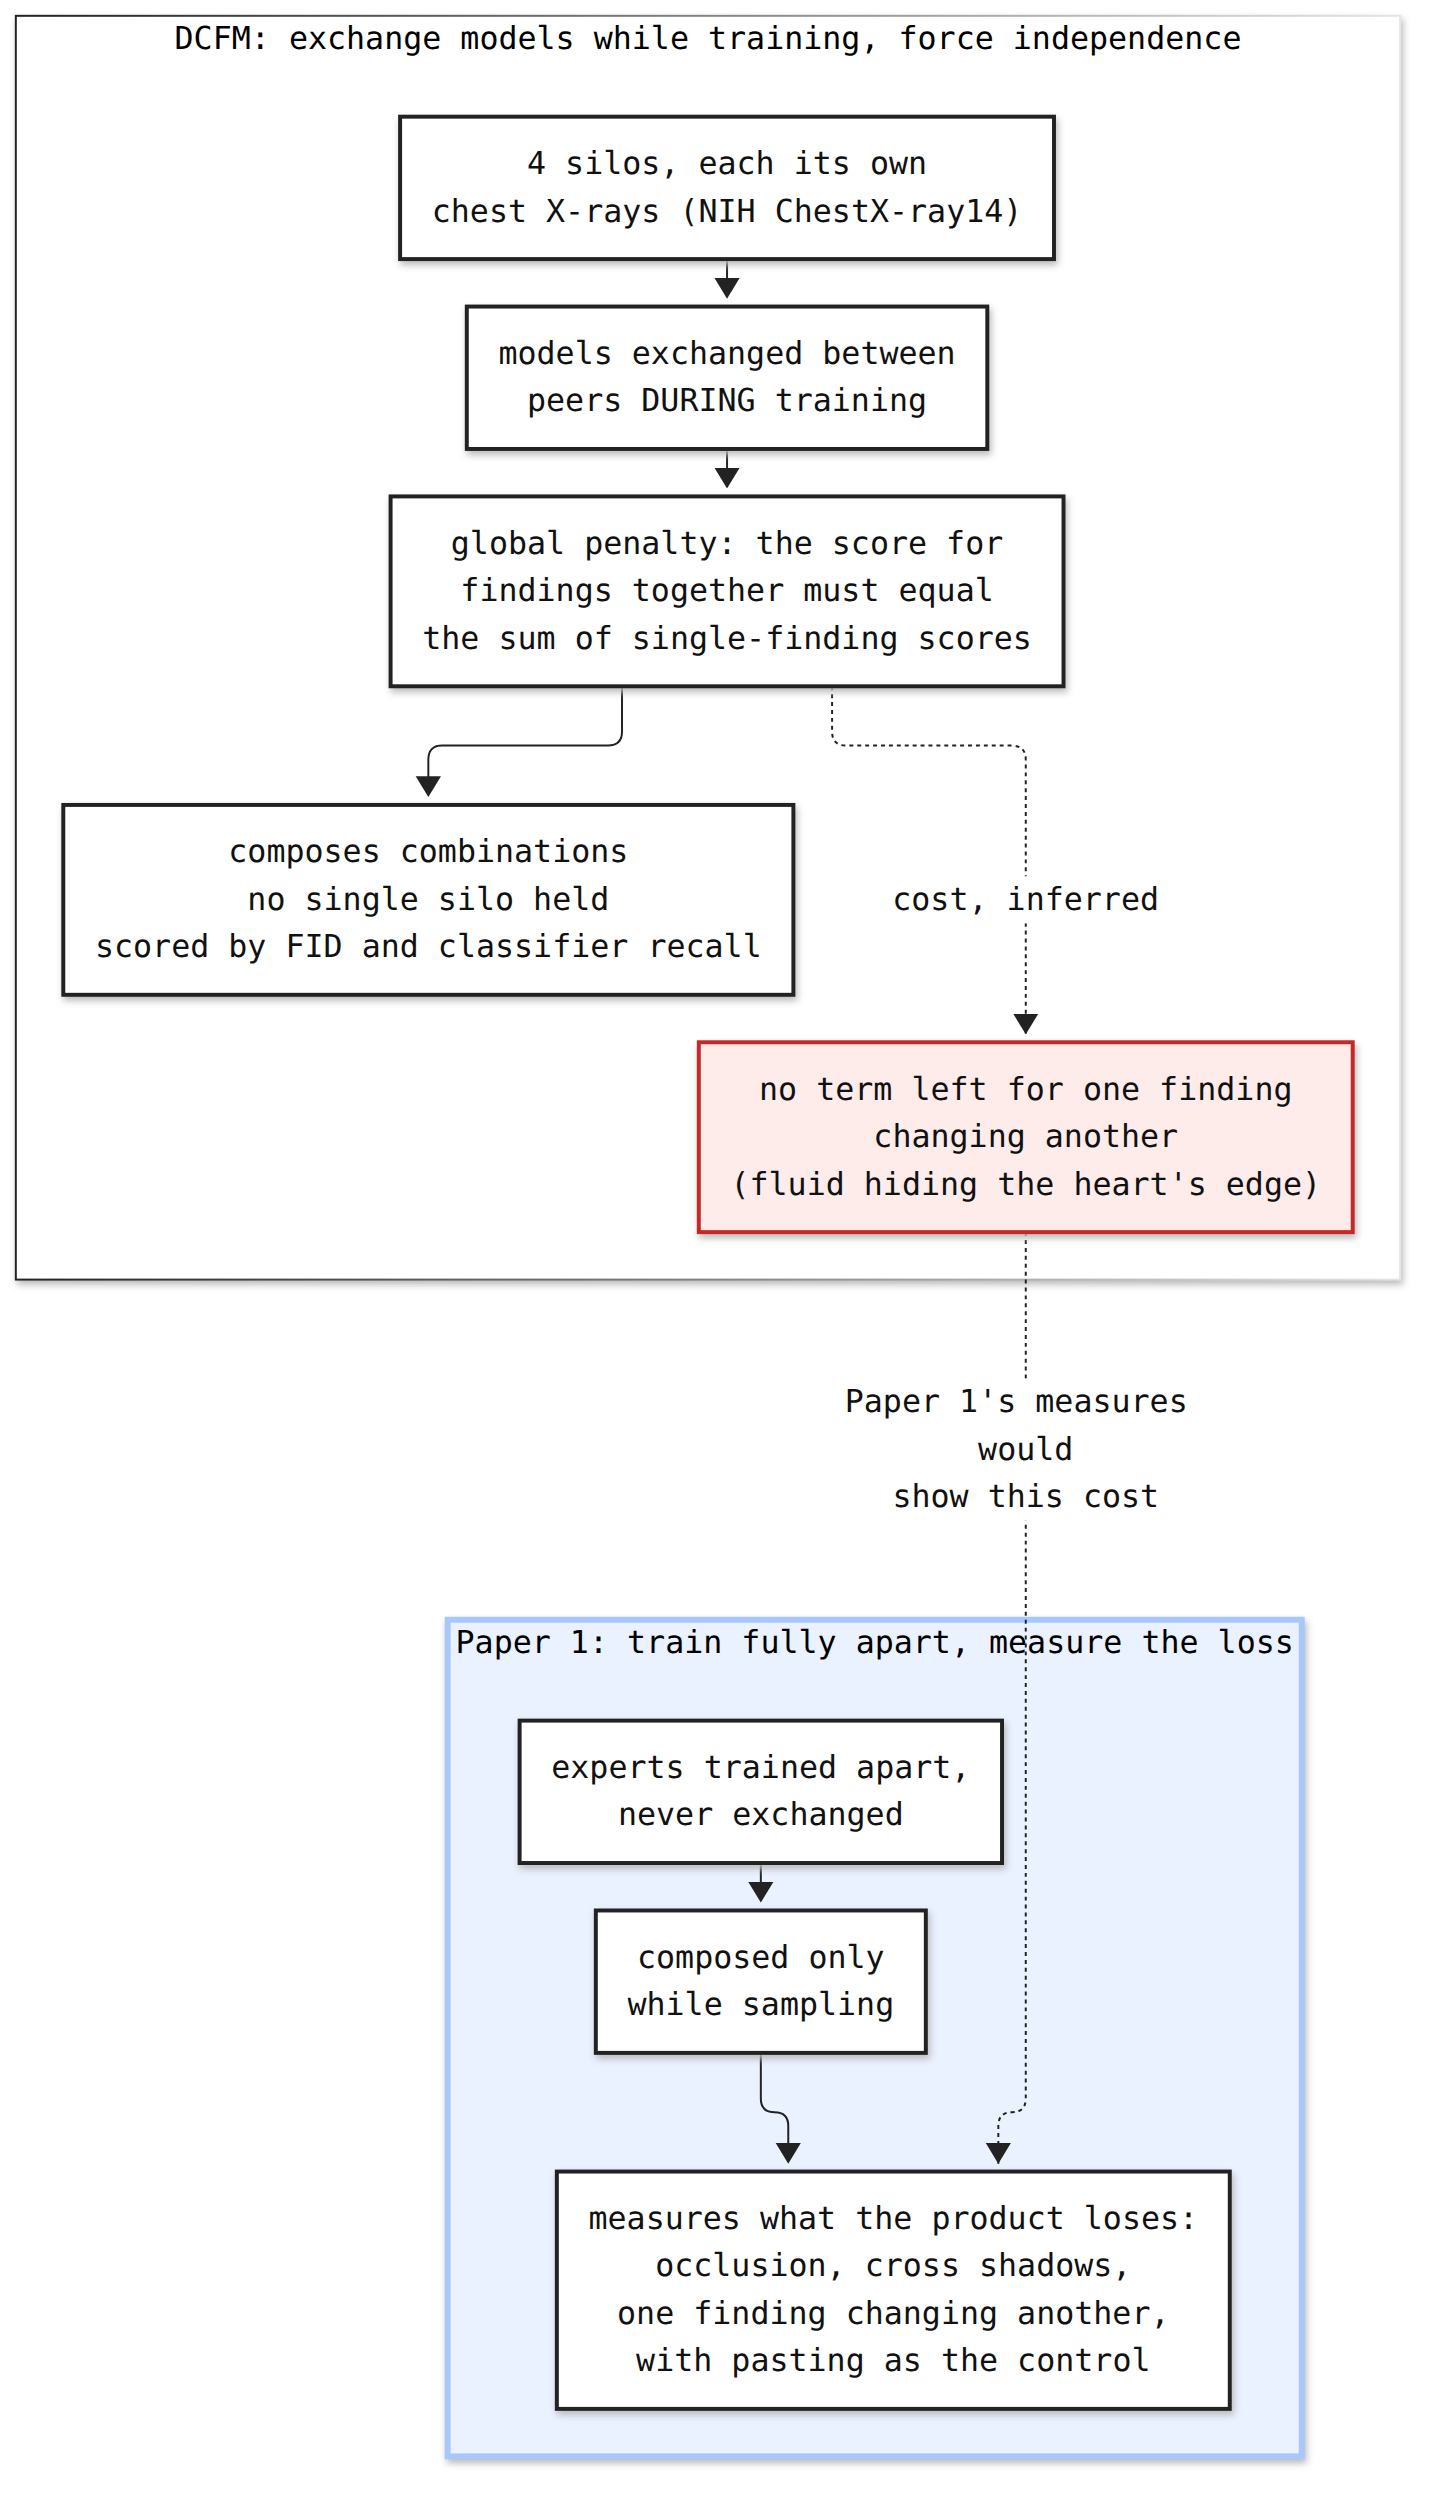 DCFM: exchange models while training, force independence
4 silos, each its own
chest X-rays (NIH ChestX-ray14)
models exchanged between
peers DURING training
global penalty: the score for
findings together must equal
the sum of single-finding scores
composes combinations
no single silo held
scored by FID and classifier recall
cost, inferred
no term left for one finding
changing another
(fluid hiding the heart's edge)
Paper 1's measures
would
show this cost
Paper 1: train fully apart, measure the loss
experts trained apart,
never exchanged
composed only
while sampling
measures what the product loses:
occlusion, cross shadows,
one finding changing another,
with pasting as the control